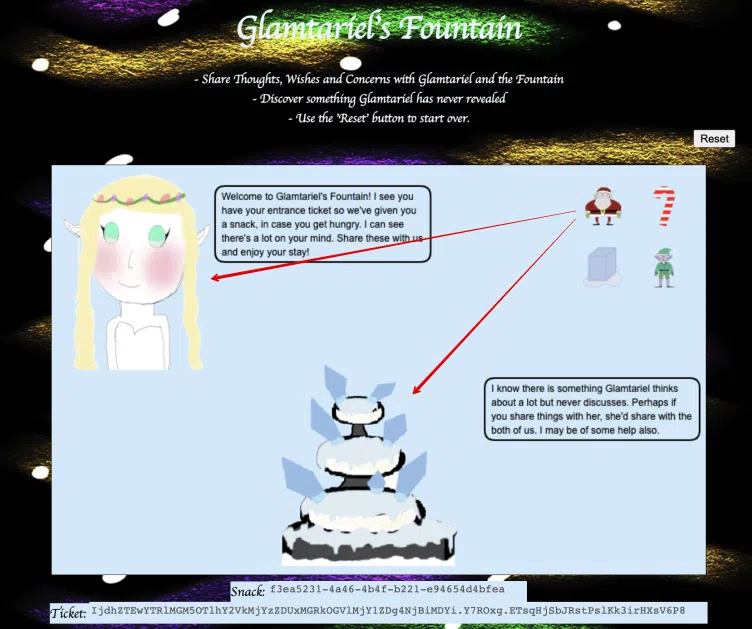 Glamtariel's Fountain
- Share Thoughts, Wishes and Concerns with Glamtariel and the Fountain
- Discover something Glamtariel has never revealed
- Use the 'Reset' button to start over.
Reset
Welcome to Glamtariel's Fountain! I see you
have your entrance ticket so we've given you
a snack, in case you get hungry. I can see
there's a lot on your mind. Share these with us
and enjoy your stay!
I know there is something Glamtariel thinks
about a lot but never discusses. Perhaps if
you share things with her, she'd share with the
both of us. I may be of some help also.
Snack: f3ea5231-4a46-4b4f-b221-e94654d4bfea
Ticket: IjdhZTEwYTRlMGM5OTlhY2VkMjYzZDUxMGRkOGVlMjY1ZDg4NjBiMDYi.Y7ROxg.ETsqHjSbJRstPslKk3irHXsV6P8